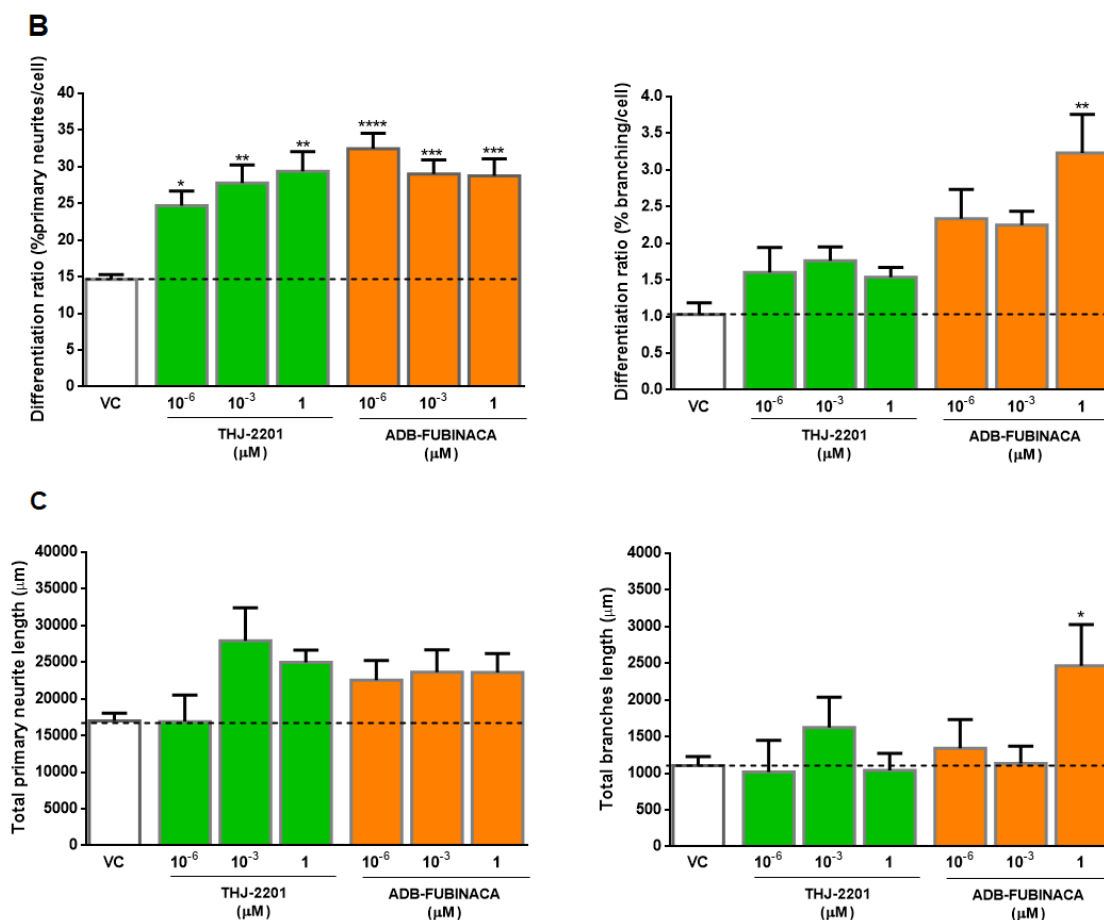 B
Differentiation ratio (%primary neurites/cell)
40
35
30
25
20
15
10
5
0
*
**
**
****
***
***
VC
10⁻⁶ 10⁻³ 1
10⁻⁶ 10⁻³ 1
THJ-2201
(µM)
ADB-FUBINACA
(µM)
Differentiation ratio (% branching/cell)
4.0
3.5
3.0
2.5
2.0
1.5
1.0
0.5
0.0
**
VC
10⁻⁶ 10⁻³ 1
10⁻⁶ 10⁻³ 1
THJ-2201
(µM)
ADB-FUBINACA
(µM)
C
Total primary neurite length (µm)
40000
35000
30000
25000
20000
15000
10000
5000
0
VC
10⁻⁶ 10⁻³ 1
10⁻⁶ 10⁻³ 1
THJ-2201
(µM)
ADB-FUBINACA
(µM)
Total branches length (µm)
4000
3500
3000
2500
2000
1500
1000
500
0
*
VC
10⁻⁶ 10⁻³ 1
10⁻⁶ 10⁻³ 1
THJ-2201
(µM)
ADB-FUBINACA
(µM)